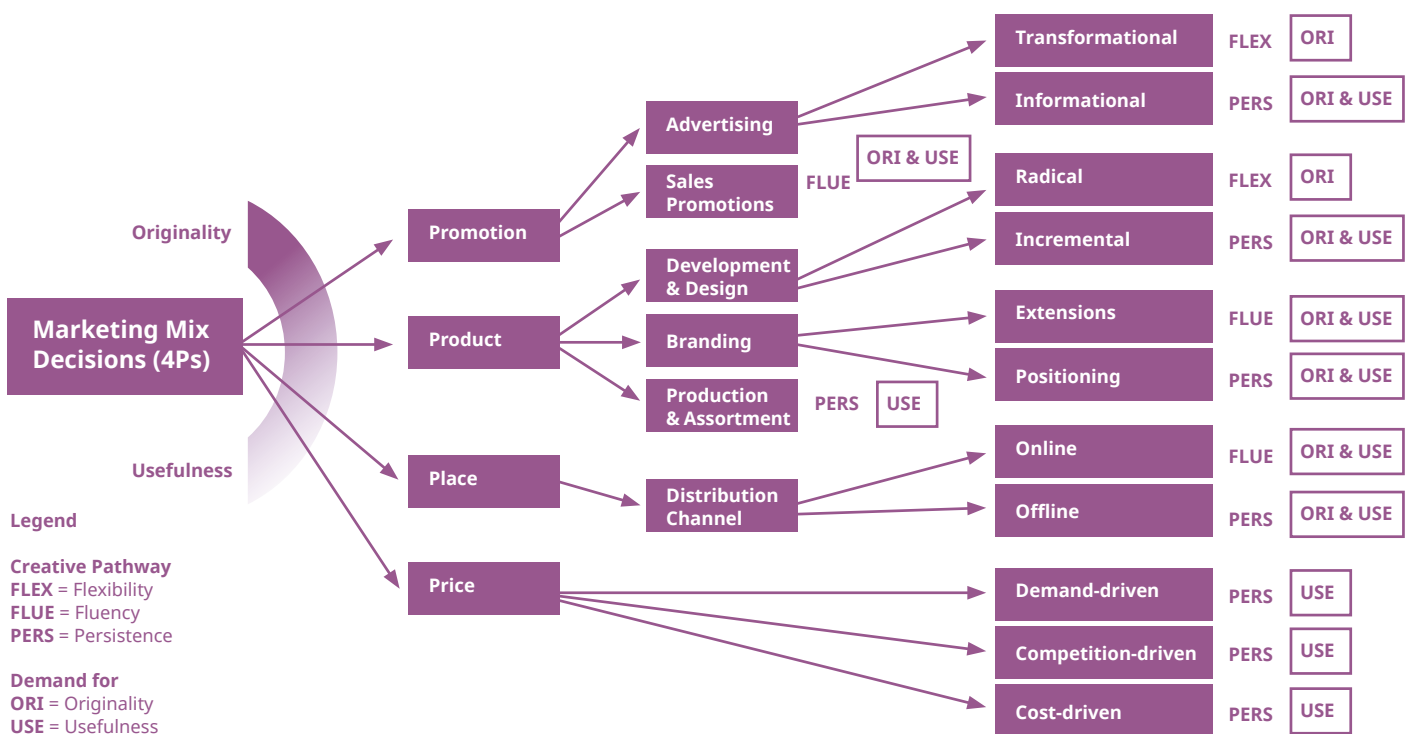 Marketing Mix
Decisions (4Ps)
Originality
Usefulness
Promotion
Product
Place
Price
Advertising
Sales
Promotions
FLUE
ORI & USE
Development
& Design
Branding
Production
& Assortment
PERS
USE
Distribution
Channel
Transformational
FLEX
ORI
Informational
PERS
ORI & USE
Radical
FLEX
ORI
Incremental
PERS
ORI & USE
Extensions
FLUE
ORI & USE
Positioning
PERS
ORI & USE
Online
FLUE
ORI & USE
Offline
PERS
ORI & USE
Demand-driven
PERS
USE
Competition-driven
PERS
USE
Cost-driven
PERS
USE
Legend
Creative Pathway
FLEX = Flexibility
FLUE = Fluency
PERS = Persistence
Demand for
ORI = Originality
USE = Usefulness